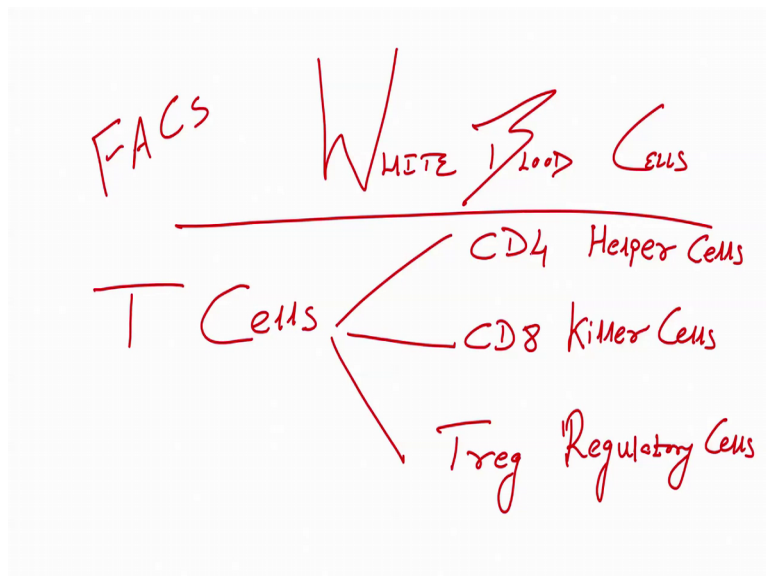 FACS White Blood Cells
CD4 Helper Cells
T Cells
CD8 Killer Cells
Treg Regulatory Cells